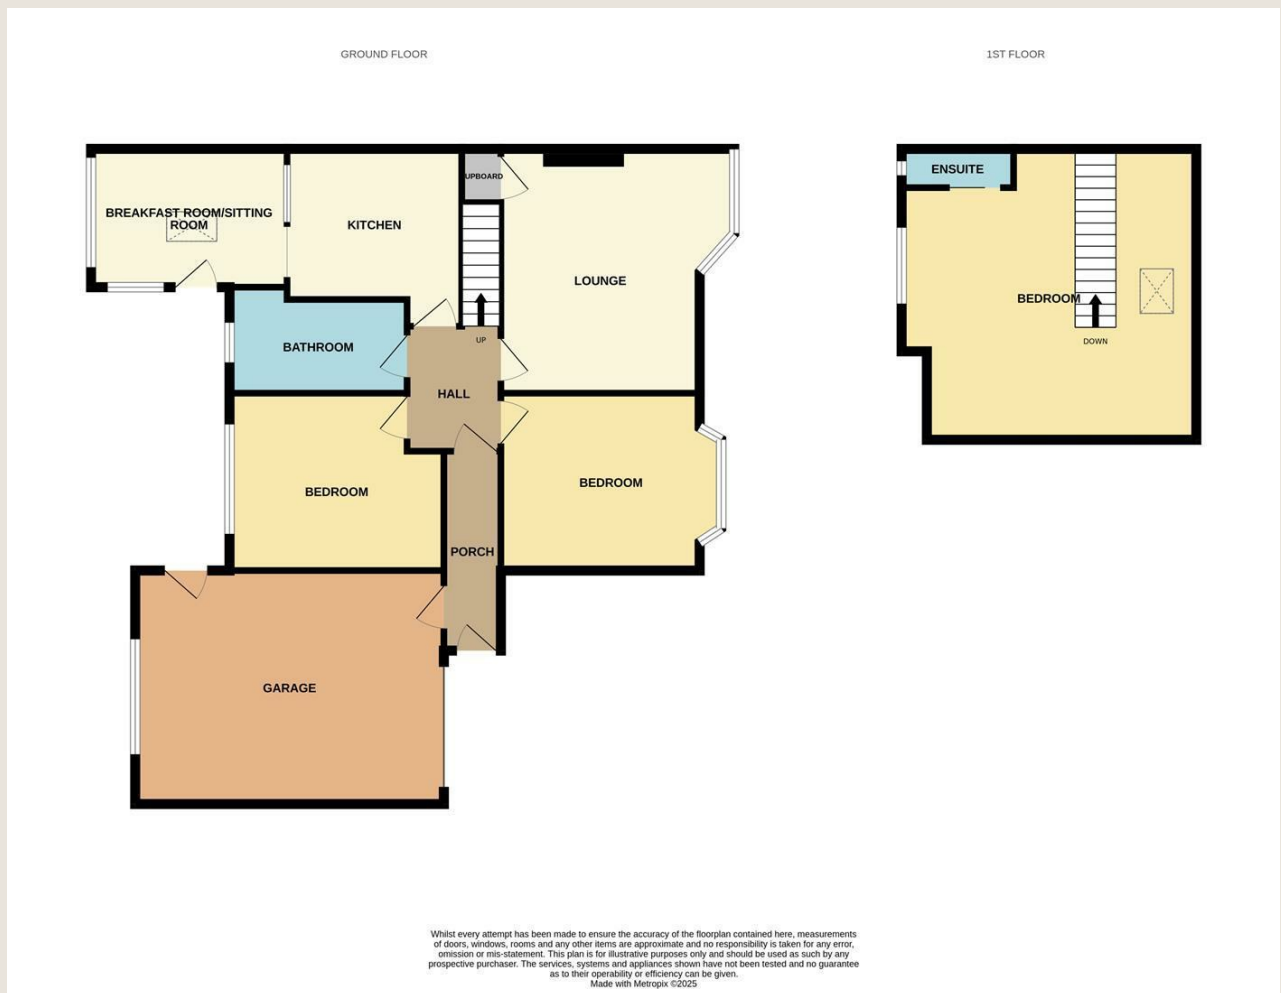 GROUND FLOOR
1ST FLOOR
BREAKFAST ROOM/SITTING
ROOM
KITCHEN
UPBOARD
LOUNGE
UP
BATHROOM
HALL
BEDROOM
BEDROOM
PORCH
GARAGE
ENSUITE
BEDROOM
DOWN
Whilst every attempt has been made to ensure the accuracy of the floorplan contained here, measurements
of doors, windows, rooms and any other items are approximate and no responsibility is taken for any error,
omission or mis-statement. This plan is for illustrative purposes only and should be used as such by any
prospective purchaser. The services, systems and appliances shown have not been tested and no guarantee
as to their operability or efficiency can be given.
Made with Metropix ©2025